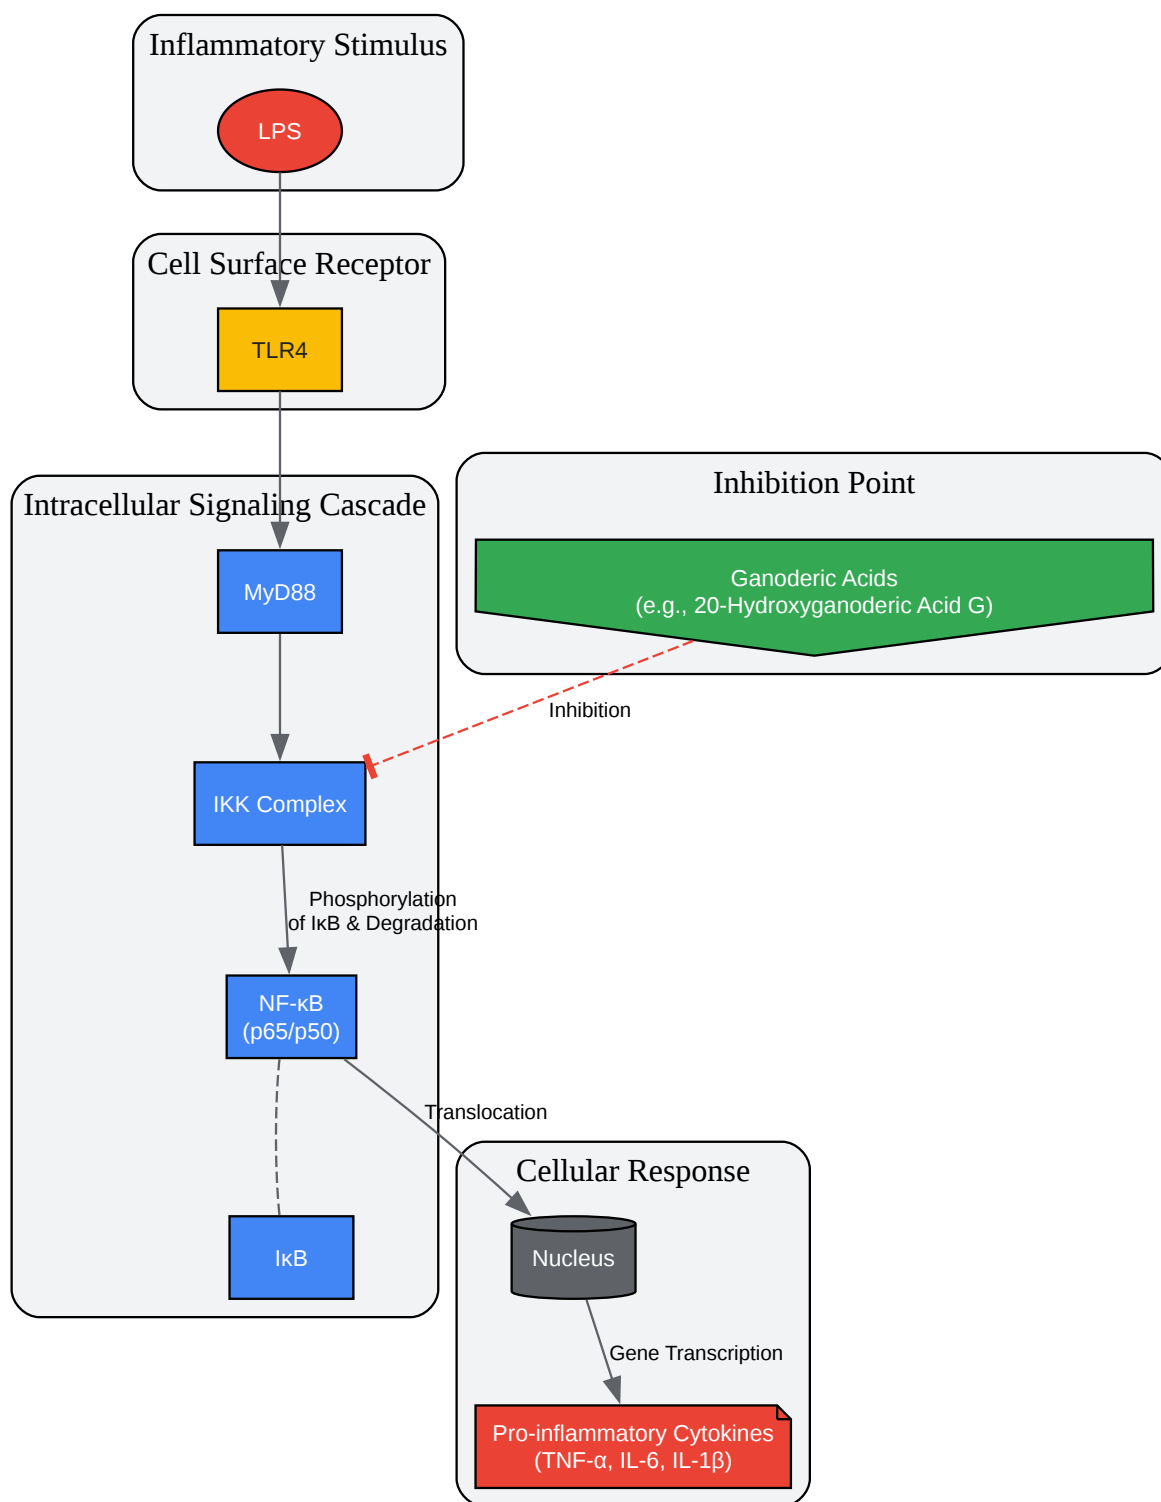 Inflammatory Stimulus
LPS
Cell Surface Receptor
TLR4
Intracellular Signaling Cascade
MyD88
Inhibition Point
Ganoderic Acids
(e.g., 20-Hydroxyganoderic Acid G)
Inhibition
IKK Complex
Phosphorylation
of IκB & Degradation
NF-κB
(p65/p50)
Translocation
IκB
Cellular Response
Nucleus
Gene Transcription
Pro-inflammatory Cytokines
(TNF-α, IL-6, IL-1β)